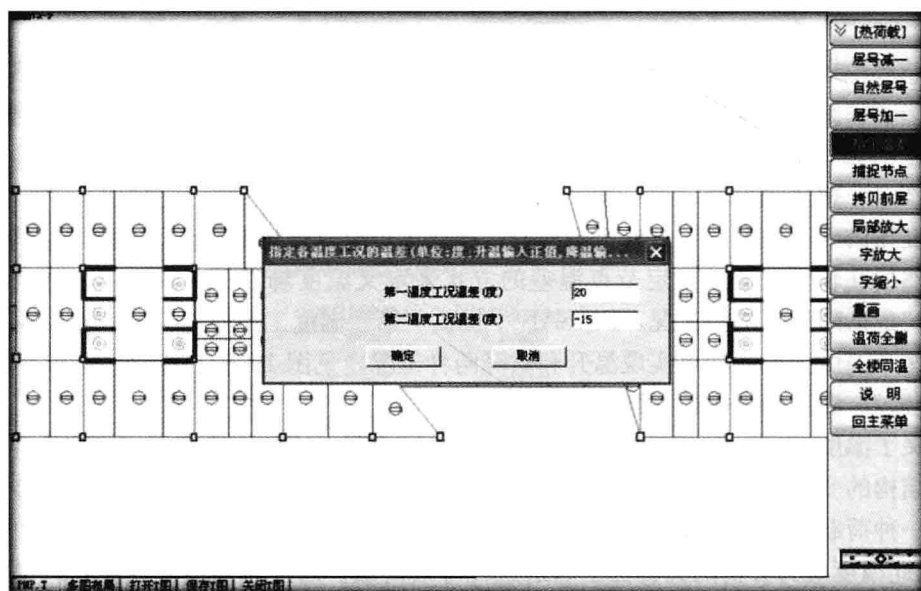 [热荷载]
层号减一
自然层号
层号加一
捕捉节点
拷贝前层
局部放大
字放大
字缩小
重画
温荷全删
全楼同温
说 明
回主菜单
指定各温度工况的温差(单位:度,升温输入正值,降温输...
第一温度工况温差(度) 20
第二温度工况温差(度) -15
确定 取消
多图布局 打开T图 保存T图 关闭T图